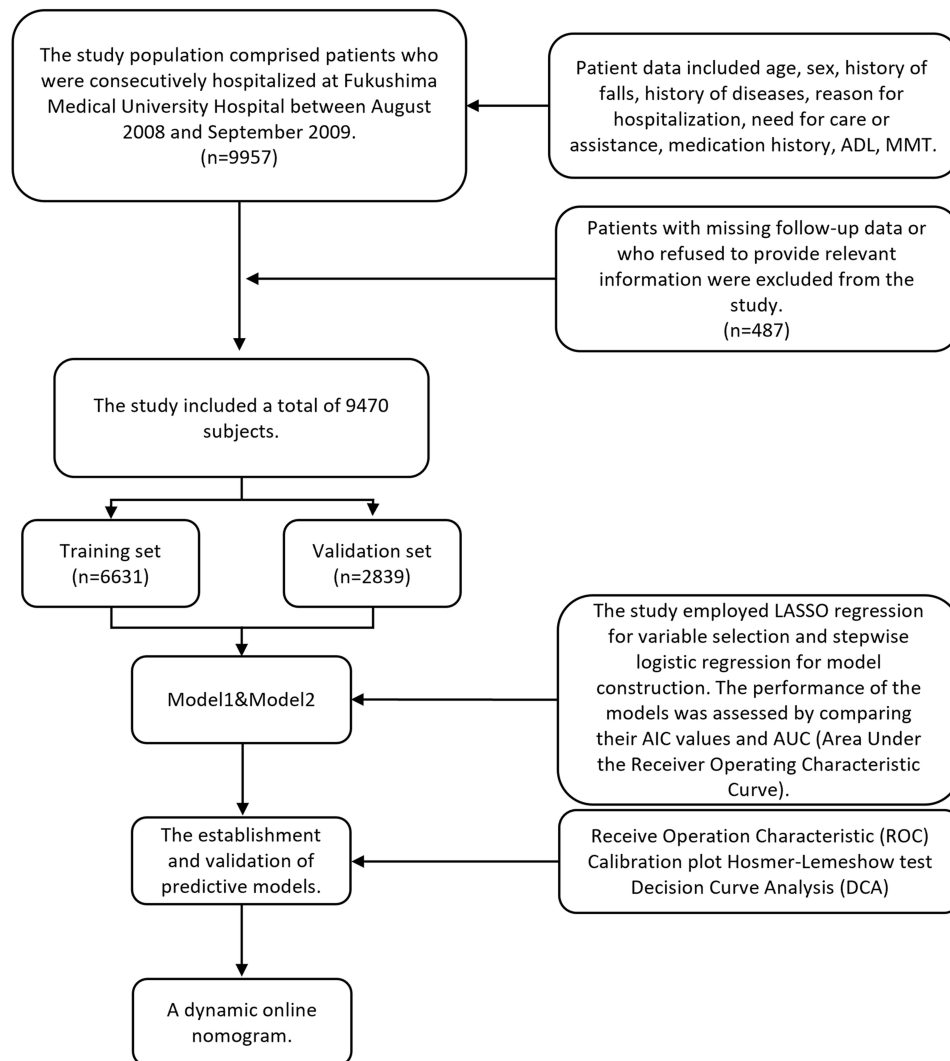 The study population comprised patients who
were consecutively hospitalized at Fukushima
Medical University Hospital between August
2008 and September 2009.
(n=9957)
Patient data included age, sex, history of
falls, history of diseases, reason for
hospitalization, need for care or
assistance, medication history, ADL, MMT.
Patients with missing follow-up data or
who refused to provide relevant
information were excluded from the
study.
(n=487)
The study included a total of 9470
subjects.
Training set
(n=6631)
Validation set
(n=2839)
The study employed LASSO regression
for variable selection and stepwise
logistic regression for model
construction. The performance of the
models was assessed by comparing
their AIC values and AUC (Area Under
the Receiver Operating Characteristic
Curve).
Model1&Model2
The establishment
and validation of
predictive models.
Receive Operation Characteristic (ROC)
Calibration plot Hosmer-Lemeshow test
Decision Curve Analysis (DCA)
A dynamic online
nomogram.